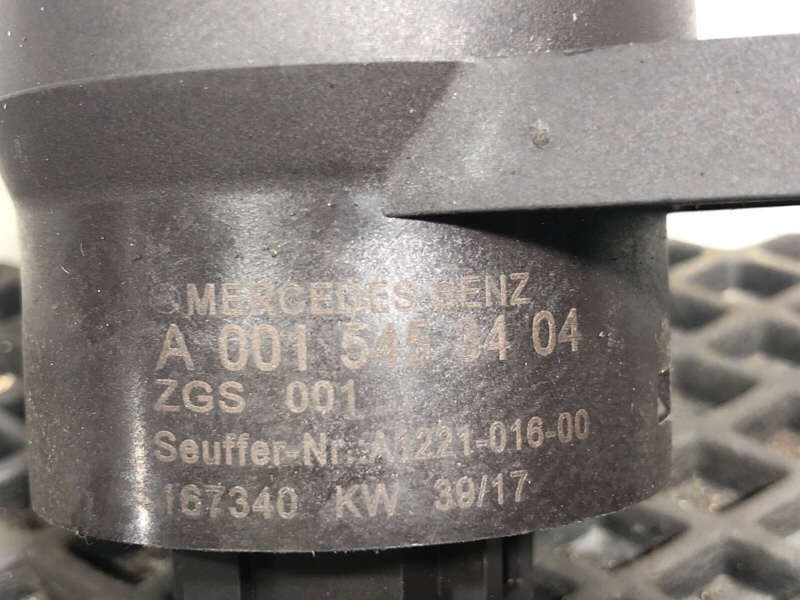 MERCEDES-BENZ
A 001 545 34 04
ZGS 001
Seuffer-Nr.: A1221-016-00
167340 KW 39/17